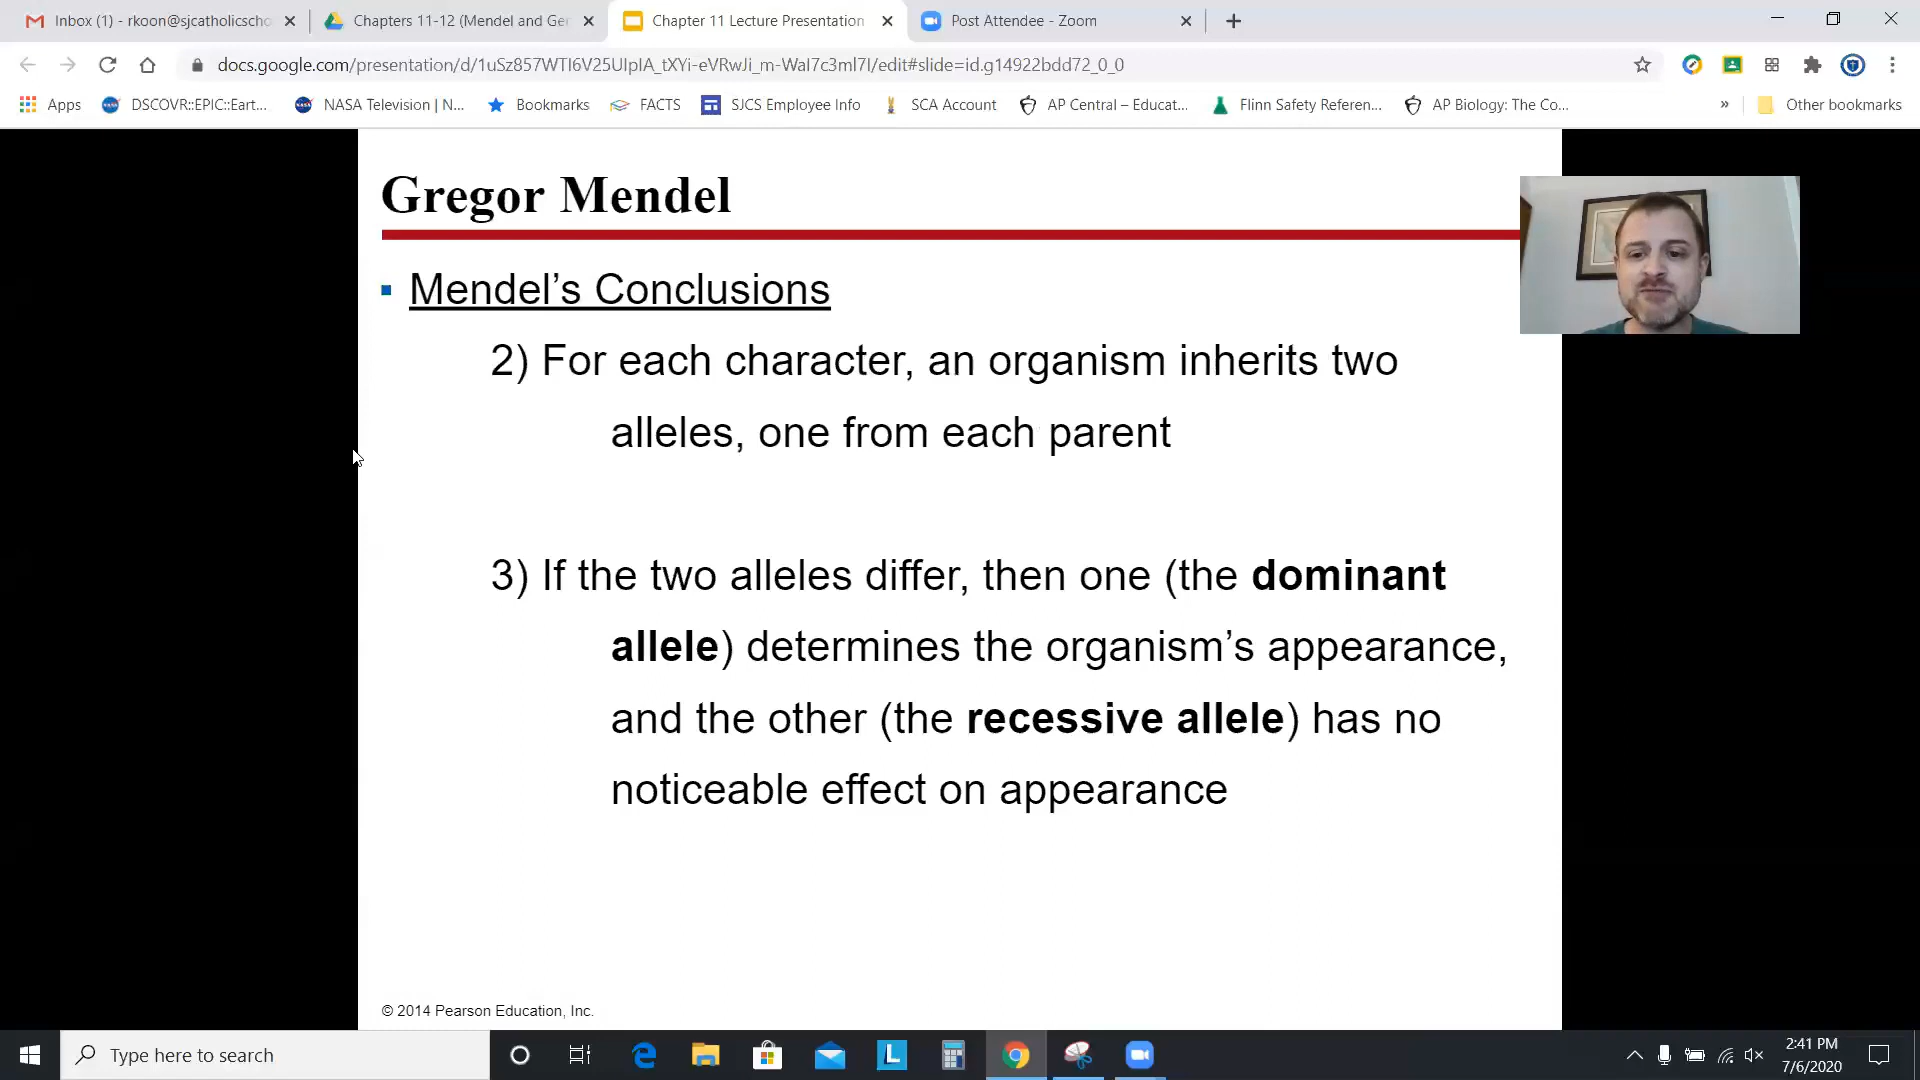 Inbox (1) - rkoon@sjcatholicscho
Chapters 11-12 (Mendel and Ge
Chapter 11 Lecture Presentation
Post Attendee - Zoom
docs.google.com/presentation/d/1uSz857WTI6V25UIpIA_tXYi-eVRwJi_m-WaI7c3ml7I/edit#slide=id.g14922bdd72_0_0
Apps
DSCOVR::EPIC::Eart...
NASA Television | N...
Bookmarks
FACTS
SJCS Employee Info
SCA Account
AP Central – Educat...
Flinn Safety Referen...
AP Biology: The Co...
»
Other bookmarks
Gregor Mendel
▪ Mendel’s Conclusions
2) For each character, an organism inherits two
alleles, one from each parent
3) If the two alleles differ, then one (the dominant
allele) determines the organism’s appearance,
and the other (the recessive allele) has no
noticeable effect on appearance
© 2014 Pearson Education, Inc.
Type here to search
L
2:41 PM
7/6/2020